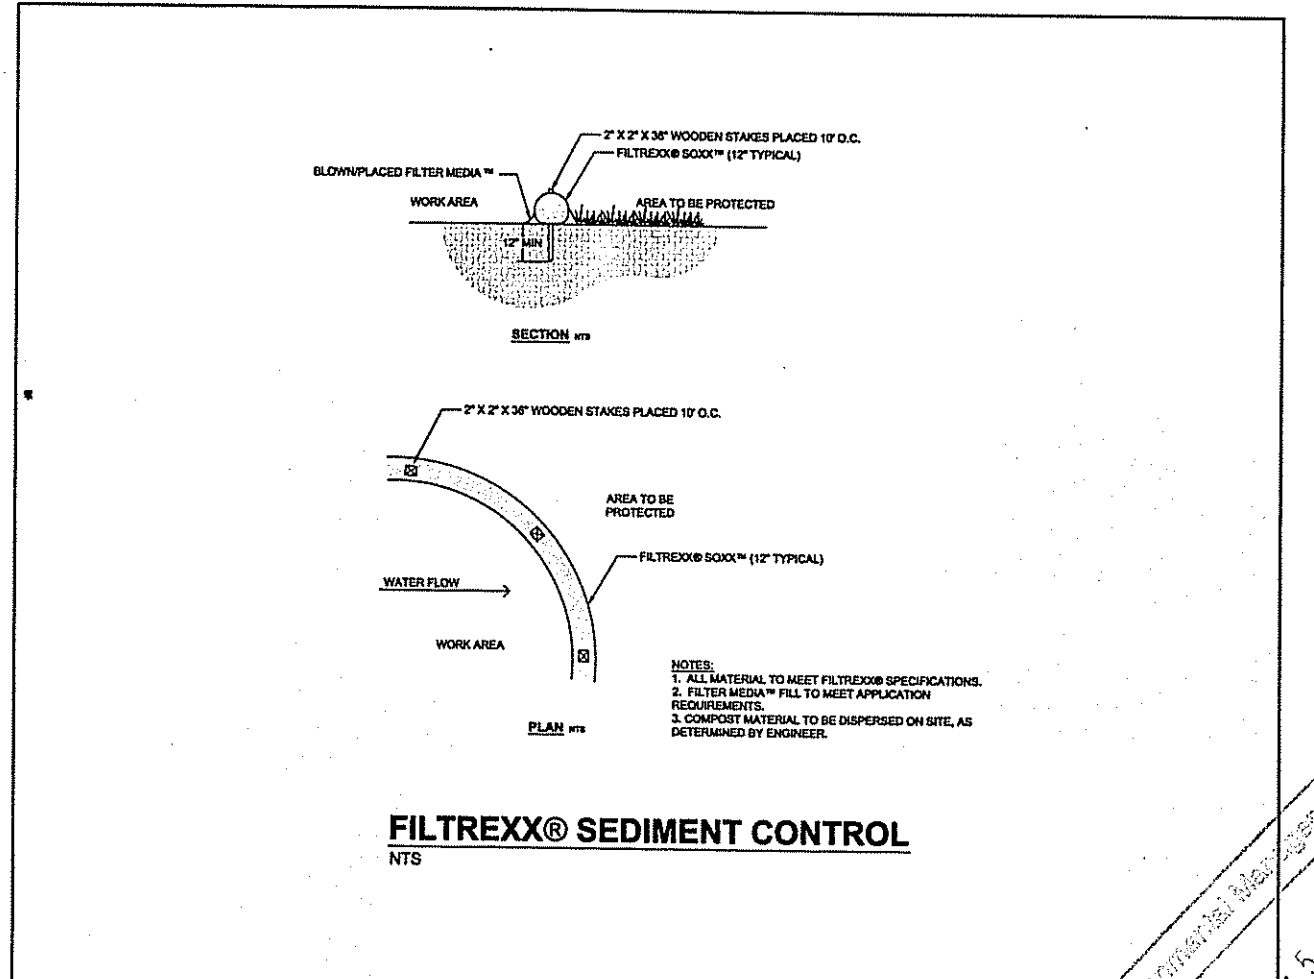 2" X 2" X 36" WOODEN STAKES PLACED 10' O.C.
FILTREXX® SOXX™ (12" TYPICAL)
BLOWN/PLACED FILTER MEDIA™
WORK AREA
AREA TO BE PROTECTED
12" MIN
SECTION NTS
2" X 2" X 36" WOODEN STAKES PLACED 10' O.C.
AREA TO BE
PROTECTED
FILTREXX® SOXX™ (12" TYPICAL)
WATER FLOW
WORK AREA
NOTES:
1. ALL MATERIAL TO MEET FILTREXX® SPECIFICATIONS.
2. FILTER MEDIA™ FILL TO MEET APPLICATION
REQUIREMENTS.
3. COMPOST MATERIAL TO BE DISPERSED ON SITE, AS
DETERMINED BY ENGINEER.
PLAN NTS
FILTREXX® SEDIMENT CONTROL
NTS